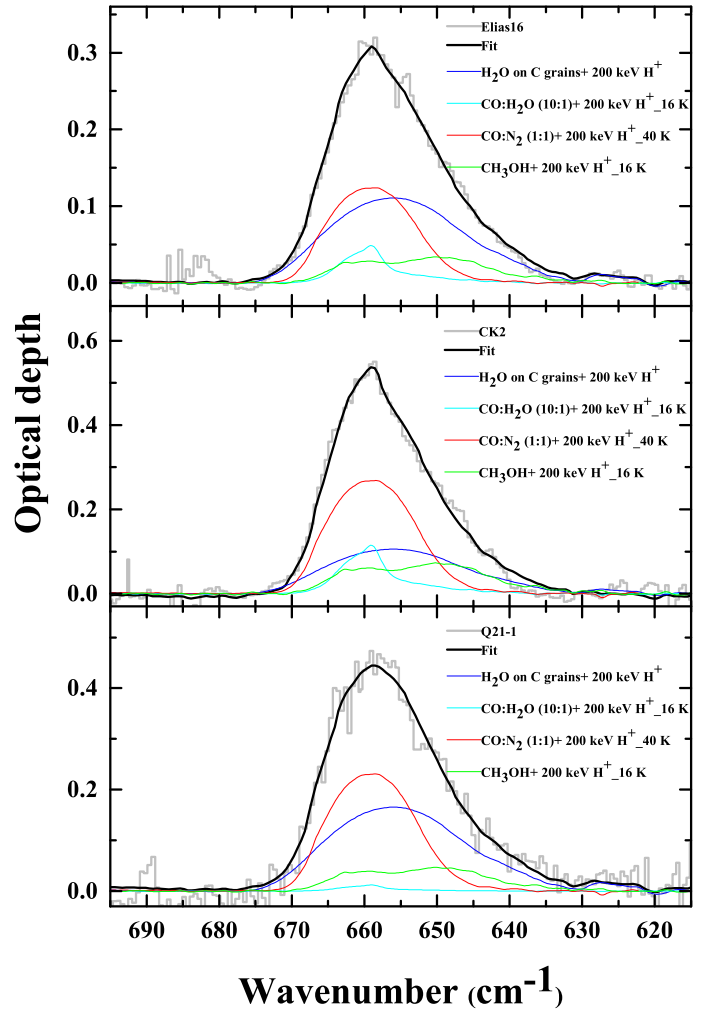 Optical depth
0.3
0.2
0.1
0.0
Elias16
Fit
H2O on C grains+ 200 keV H+
CO:H2O (10:1)+ 200 keV H+_16 K
CO:N2 (1:1)+ 200 keV H+_40 K
CH3OH+ 200 keV H+_16 K
0.6
0.4
0.2
0.0
CK2
Fit
H2O on C grains+ 200 keV H+
CO:H2O (10:1)+ 200 keV H+_16 K
CO:N2 (1:1)+ 200 keV H+_40 K
CH3OH+ 200 keV H+_16 K
0.4
0.2
0.0
Q21-1
Fit
H2O on C grains+ 200 keV H+
CO:H2O (10:1)+ 200 keV H+_16 K
CO:N2 (1:1)+ 200 keV H+_40 K
CH3OH+ 200 keV H+_16 K
690 680 670 660 650 640 630 620
Wavenumber (cm-1)